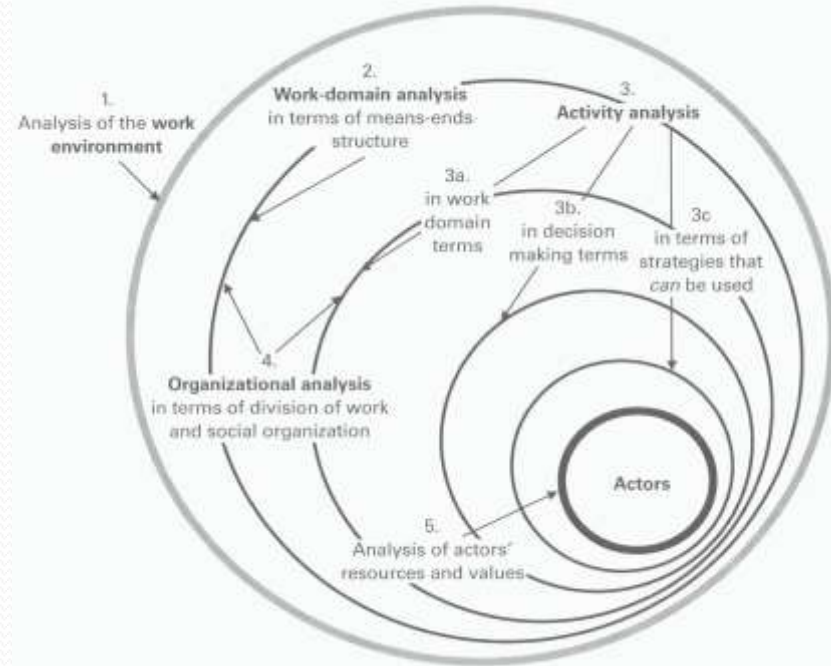 1.
Analysis of the work
environment
2.
Work-domain analysis
in terms of means-ends
structure
3.
Activity analysis
3a.
in work
domain
terms
3b.
in decision
making terms
3c
in terms of
strategies that
can be used
4.
Organizational analysis
in terms of division of work
and social organization
Actors
5.
Analysis of actors'
resources and values